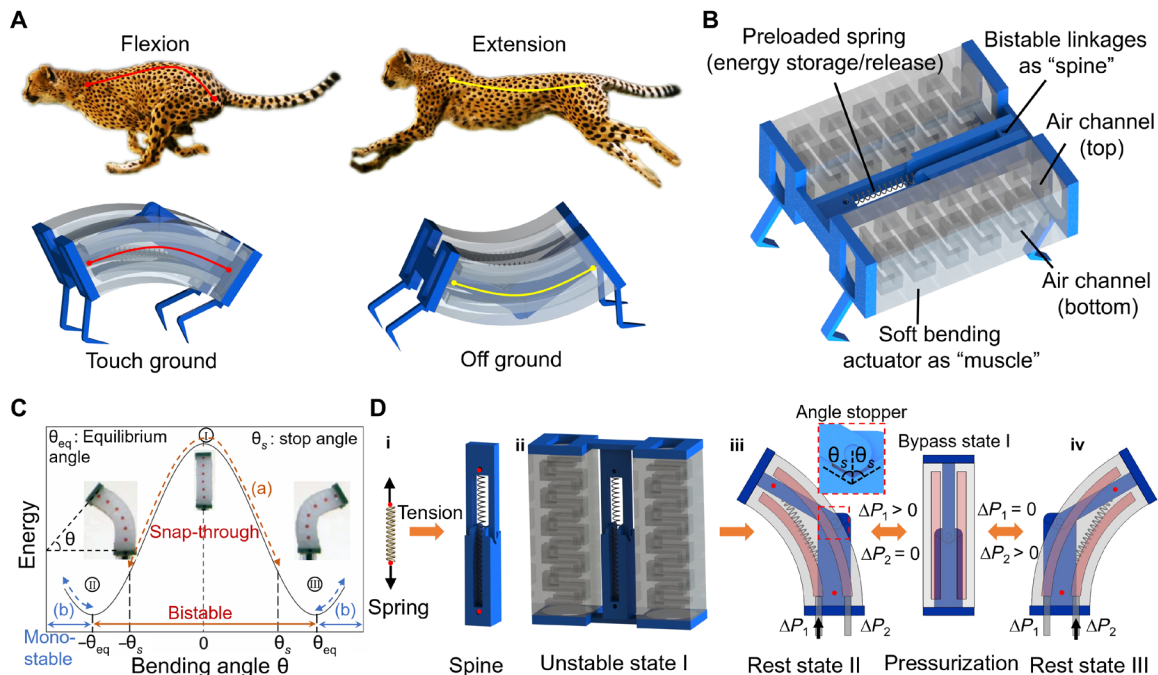 A
Flexion
Extension
Touch ground
Off ground
B
Preloaded spring
(energy storage/release)
Bistable linkages
as “spine”
Air channel
(top)
Air channel
(bottom)
Soft bending
actuator as “muscle”
C
θeq: Equilibrium
angle
θs: stop angle
I
(a)
Snap-through
θ
Energy
II
III
(b)
Bistable
(b)
Mono-
stable
−θeq
−θs
0
θs
θeq
Bending angle θ
D
i
Tension
Spring
Spine
ii
Unstable state I
iii
Angle stopper
θs
θs
Bypass state I
iv
ΔP1 > 0
ΔP2 = 0
ΔP1 = 0
ΔP2 > 0
ΔP1
ΔP2
ΔP1
ΔP2
Rest state II
Pressurization
Rest state III